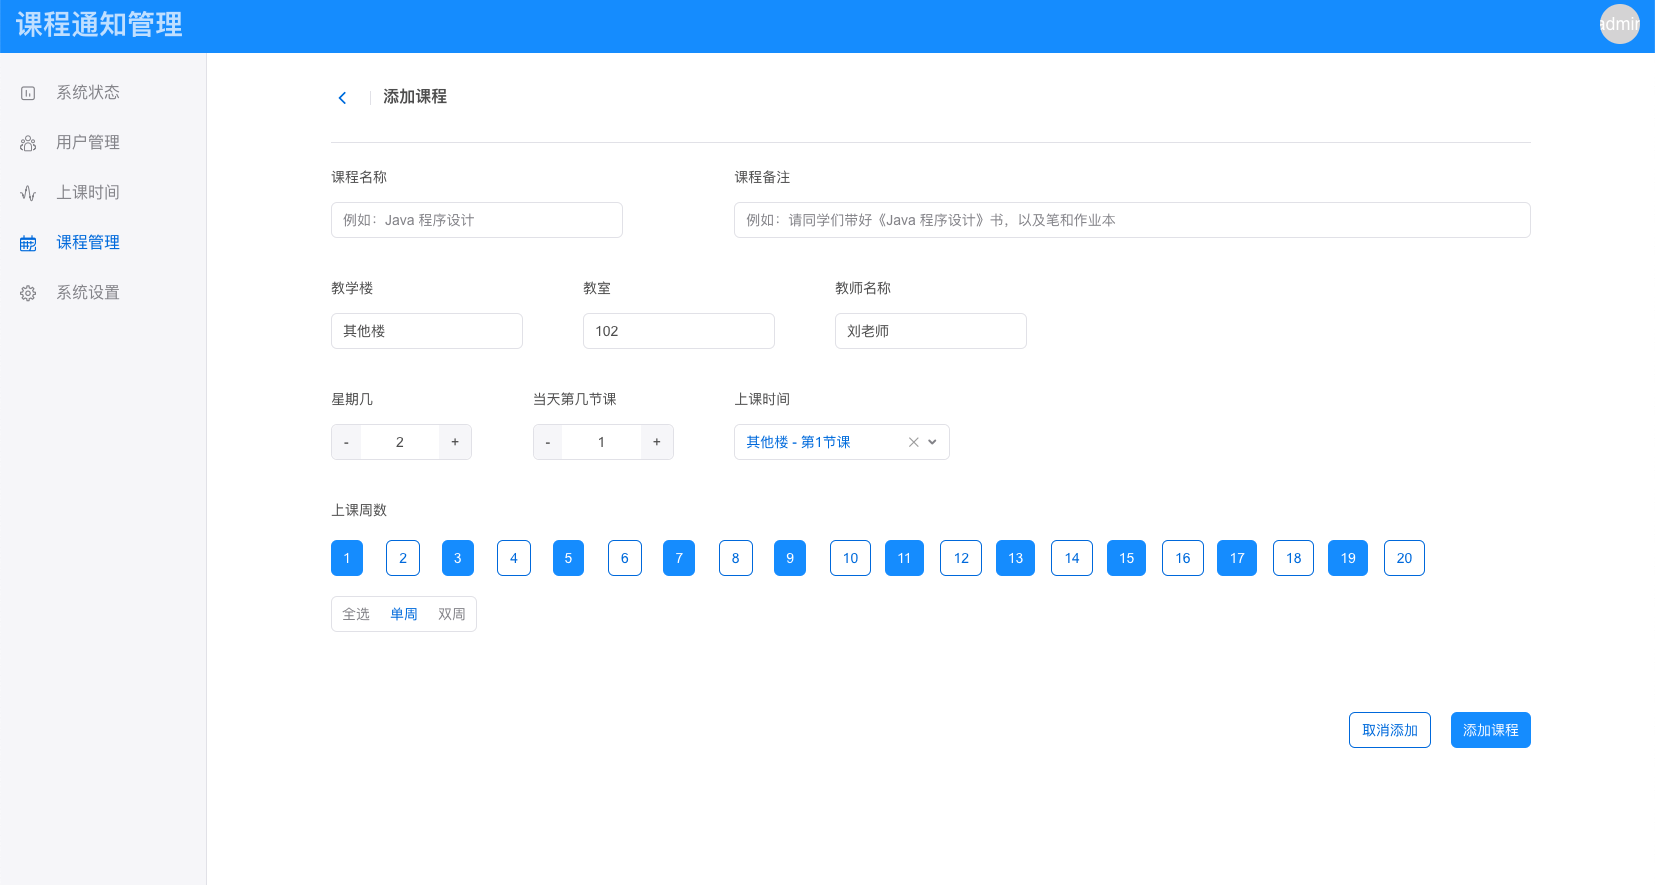 课程通知管理
admin
系统状态
用户管理
上课时间
课程管理
系统设置
添加课程
课程名称
课程备注
例如：Java 程序设计
例如：请同学们带好《Java 程序设计》书，以及笔和作业本
教学楼
教室
教师名称
其他楼
102
刘老师
星期几
当天第几节课
上课时间
- 2 +
- 1 +
其他楼 - 第1节课
上课周数
1 2 3 4 5 6 7 8 9 10 11 12 13 14 15 16 17 18 19 20
全选 单周 双周
取消添加
添加课程